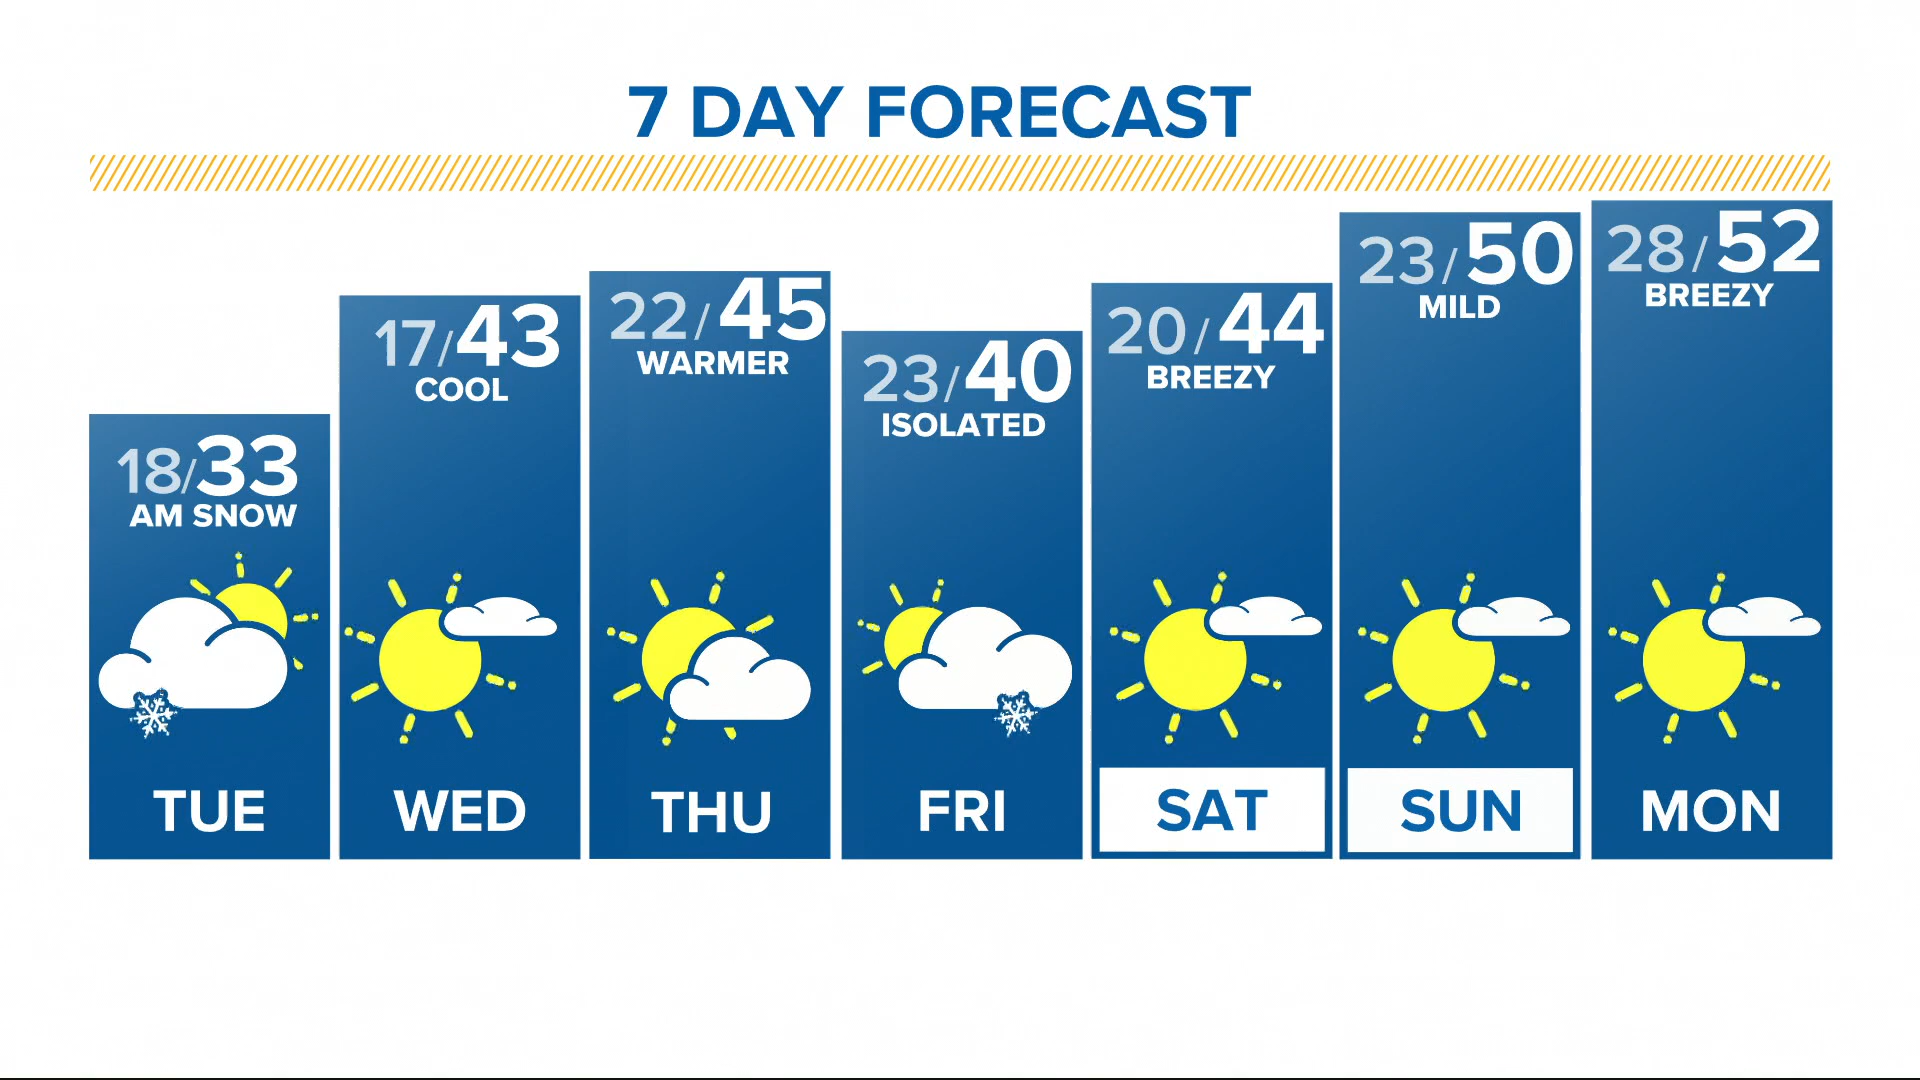 7 DAY FORECAST
18/33
AM SNOW
TUE
17/43
COOL
WED
22/45
WARMER
THU
23/40
ISOLATED
FRI
20/44
BREEZY
SAT
23/50
MILD
SUN
28/52
BREEZY
MON